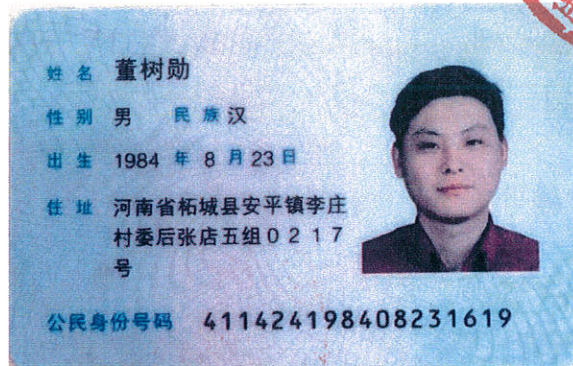 姓名 董树勋
性别 男 民族 汉
出生 1984 年 8 月 23 日
住址 河南省柘城县安平镇李庄
村委后张店五组０２１７
号
公民身份号码 411424198408231619